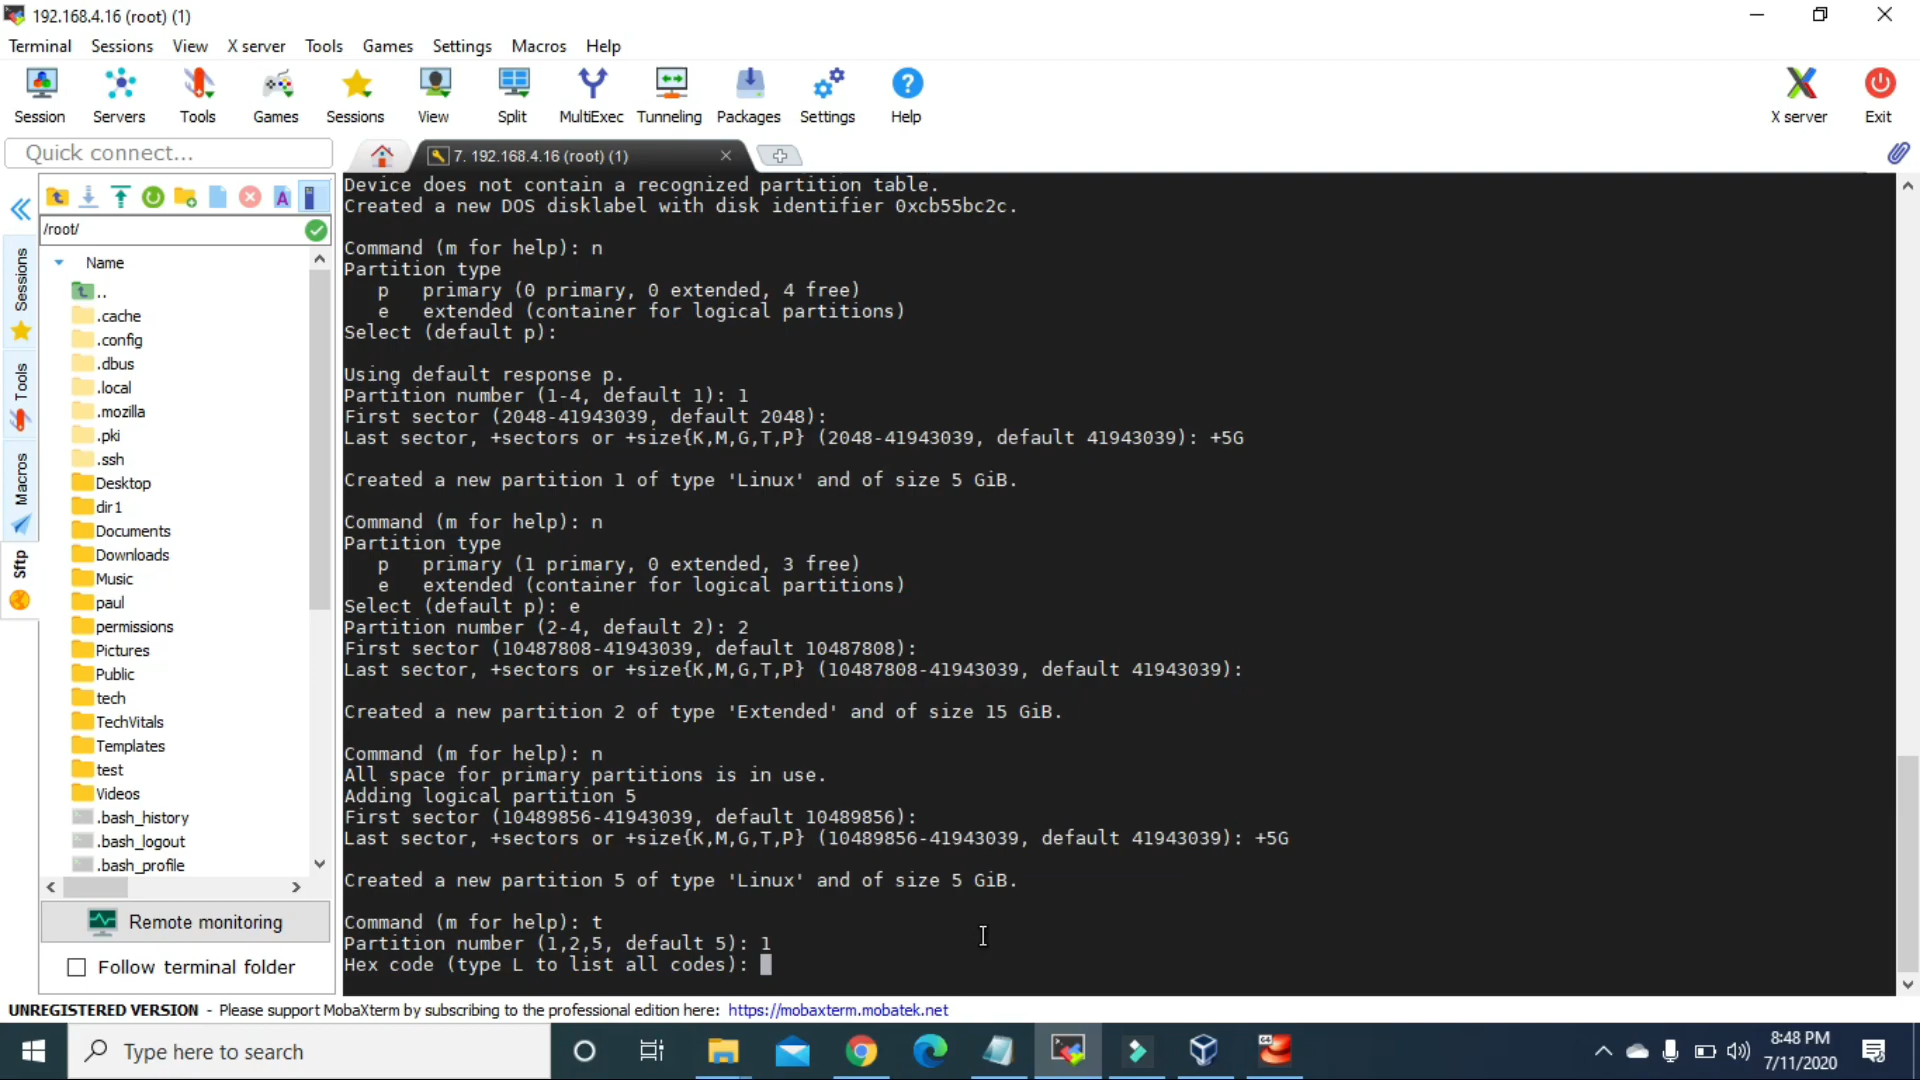 192.168.4.16 (root) (1)
Terminal Sessions View X server Tools Games Settings Macros Help
Session Servers Tools Games Sessions View Split MultiExec Tunneling Packages Settings Help X server Exit
Quick connect...
7. 192.168.4.16 (root) (1)
/root/
Name
..
.cache
.config
.dbus
.local
.mozilla
.pki
.ssh
Desktop
dir1
Documents
Downloads
Music
paul
permissions
Pictures
Public
tech
TechVitals
Templates
test
Videos
.bash_history
.bash_logout
.bash_profile
Sessions
Tools
Macros
Sftp
Remote monitoring
Follow terminal folder
Device does not contain a recognized partition table.
Created a new DOS disklabel with disk identifier 0xcb55bc2c.
Command (m for help): n
Partition type
p primary (0 primary, 0 extended, 4 free)
e extended (container for logical partitions)
Select (default p):
Using default response p.
Partition number (1-4, default 1): 1
First sector (2048-41943039, default 2048):
Last sector, +sectors or +size{K,M,G,T,P} (2048-41943039, default 41943039): +5G
Created a new partition 1 of type 'Linux' and of size 5 GiB.
Command (m for help): n
Partition type
p primary (1 primary, 0 extended, 3 free)
e extended (container for logical partitions)
Select (default p): e
Partition number (2-4, default 2): 2
First sector (10487808-41943039, default 10487808):
Last sector, +sectors or +size{K,M,G,T,P} (10487808-41943039, default 41943039):
Created a new partition 2 of type 'Extended' and of size 15 GiB.
Command (m for help): n
All space for primary partitions is in use.
Adding logical partition 5
First sector (10489856-41943039, default 10489856):
Last sector, +sectors or +size{K,M,G,T,P} (10489856-41943039, default 41943039): +5G
Created a new partition 5 of type 'Linux' and of size 5 GiB.
Command (m for help): t
Partition number (1,2,5, default 5): 1
Hex code (type L to list all codes):
UNREGISTERED VERSION - Please support MobaXterm by subscribing to the professional edition here: https://mobaxterm.mobatek.net
Type here to search
64
8:48 PM
7/11/2020